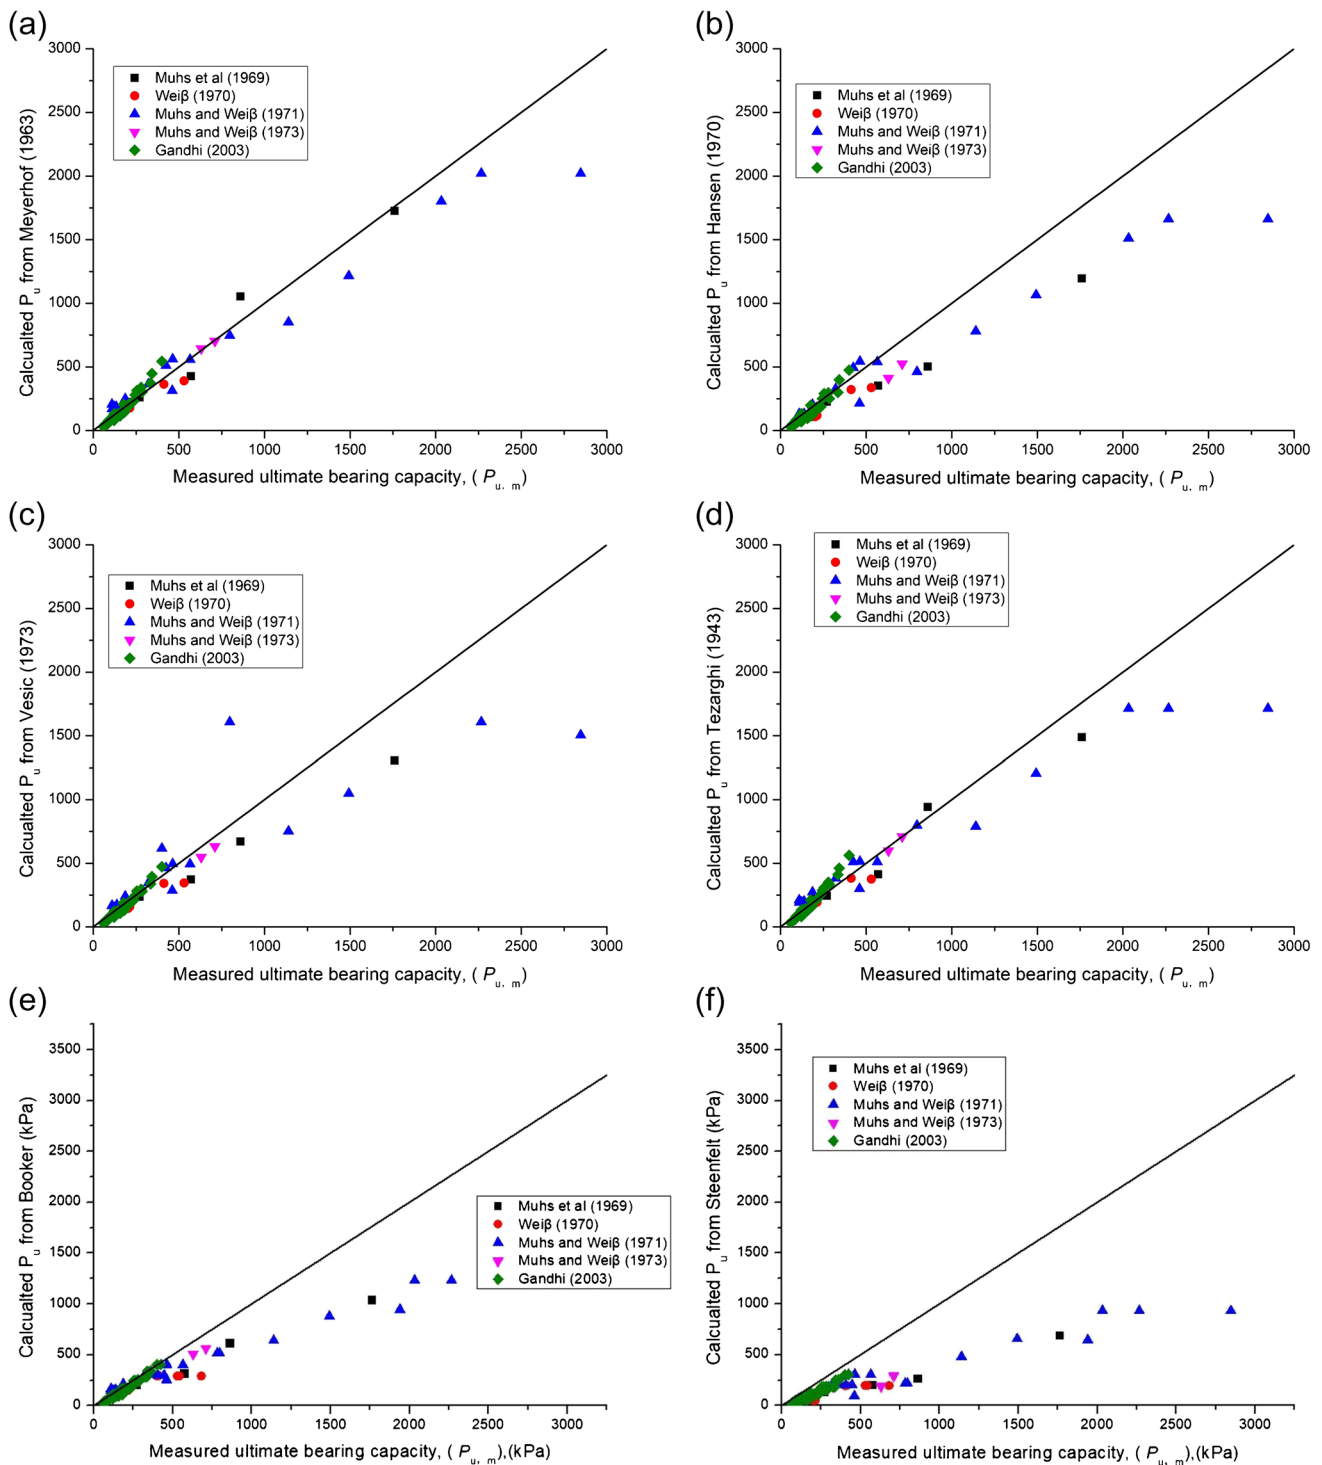 (a)
3000
2500
2000
1500
1000
500
0
Calcualted P_u from Meyerhof (1963)
Muhs et al (1969)
Weiβ (1970)
Muhs and Weiβ (1971)
Muhs and Weiβ (1973)
Gandhi (2003)
0 500 1000 1500 2000 2500 3000
Measured ultimate bearing capacity, ( P_u, m)
(b)
3000
2500
2000
1500
1000
500
0
Calcualted P_u from Hansen (1970)
Muhs et al (1969)
Weiβ (1970)
Muhs and Weiβ (1971)
Muhs and Weiβ (1973)
Gandhi (2003)
0 500 1000 1500 2000 2500 3000
Measured ultimate bearing capacity, ( P_u, m)
(c)
3000
2500
2000
1500
1000
500
0
Calcualted P_u from Vesic (1973)
Muhs et al (1969)
Weiβ (1970)
Muhs and Weiβ (1971)
Muhs and Weiβ (1973)
Gandhi (2003)
0 500 1000 1500 2000 2500 3000
Measured ultimate bearing capacity, ( P_u, m)
(d)
3000
2500
2000
1500
1000
500
0
Calcualted P_u from Tezarghi (1943)
Muhs et al (1969)
Weiβ (1970)
Muhs and Weiβ (1971)
Muhs and Weiβ (1973)
Gandhi (2003)
0 500 1000 1500 2000 2500 3000
Measured ultimate bearing capacity, ( P_u, m)
(e)
3500
3000
2500
2000
1500
1000
500
0
Calcualted P_u from Booker (kPa)
Muhs et al (1969)
Weiβ (1970)
Muhs and Weiβ (1971)
Muhs and Weiβ (1973)
Gandhi (2003)
0 500 1000 1500 2000 2500 3000
Measured ultimate bearing capacity, ( P_u, m),(kPa)
(f)
3500
3000
2500
2000
1500
1000
500
0
Calcualted P_u from Steenfelt (kPa)
Muhs et al (1969)
Weiβ (1970)
Muhs and Weiβ (1971)
Muhs and Weiβ (1973)
Gandhi (2003)
0 500 1000 1500 2000 2500 3000
Measured ultimate bearing capacity, ( P_u, m),(kPa)